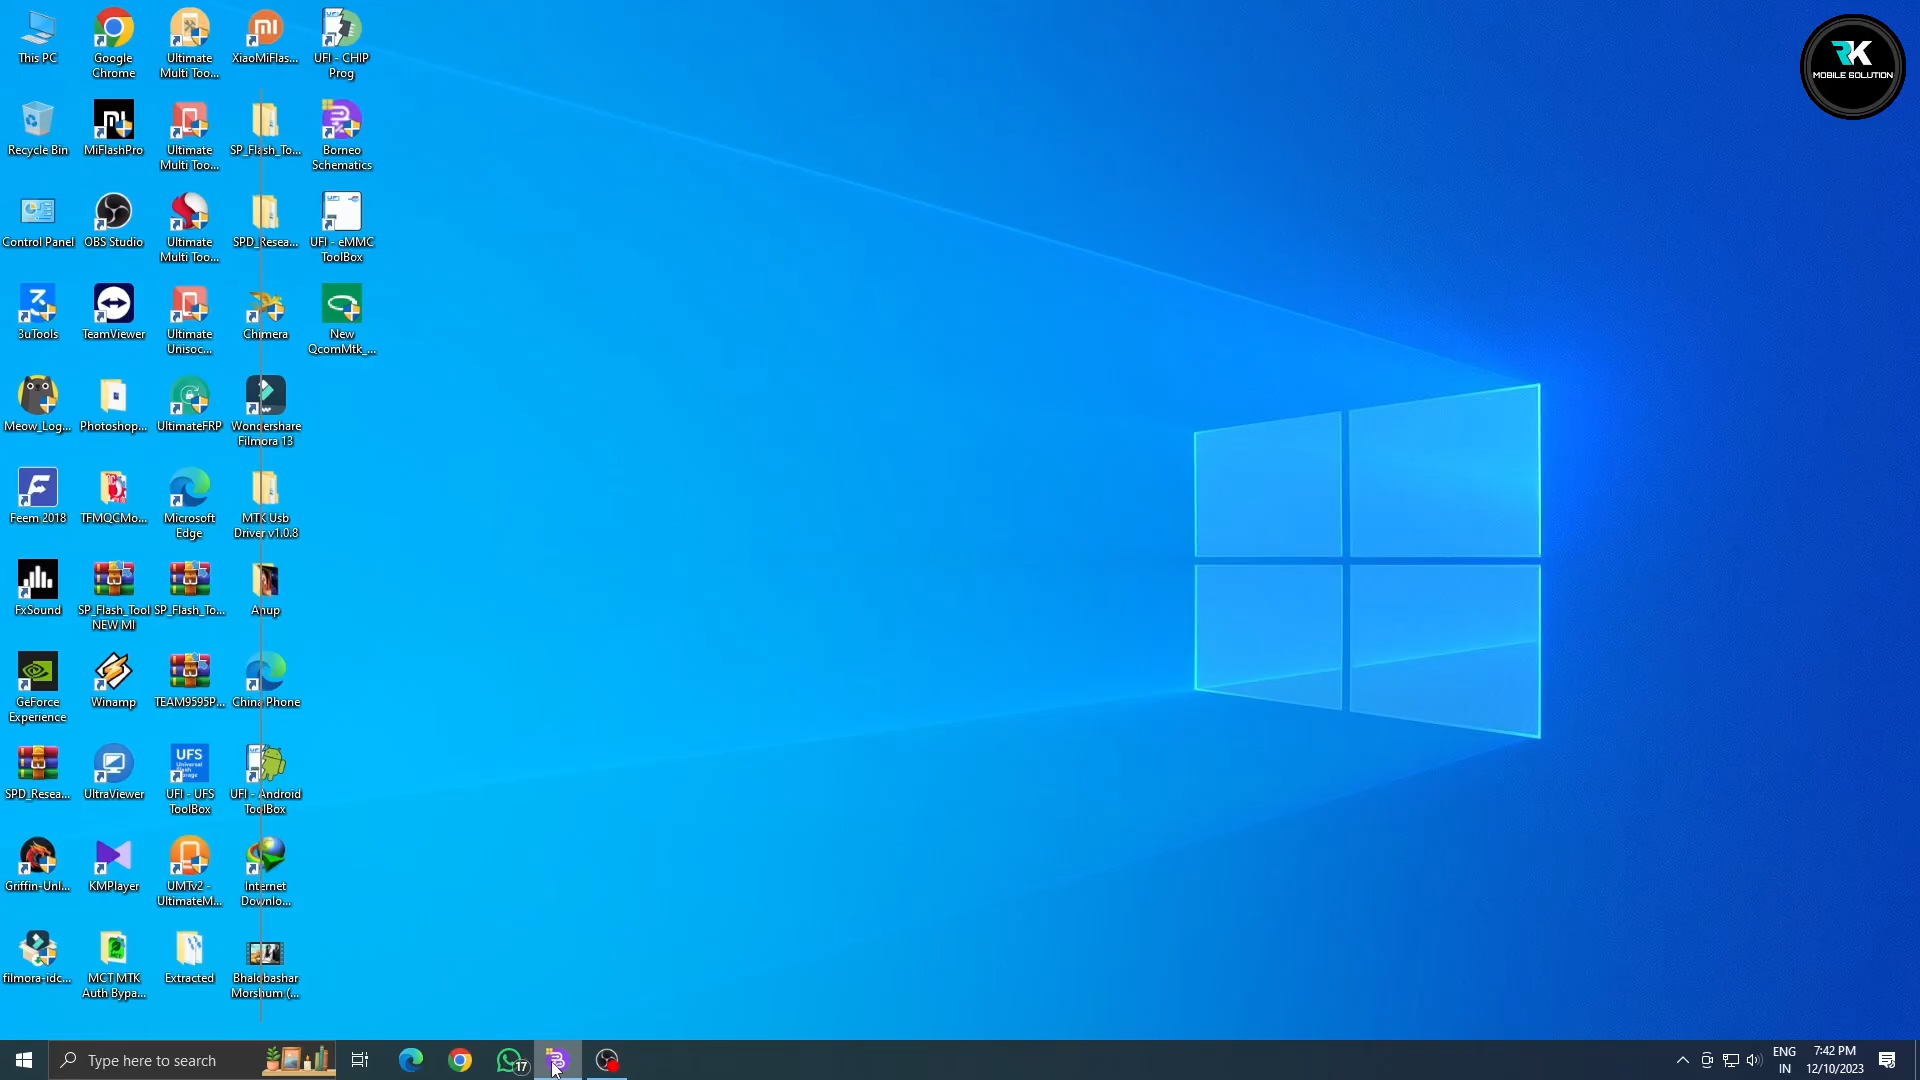 This PC
Google
Chrome
Ultimate
Multi Too...
XiaoMiFlas...
UFI - CHIP
Prog
Recycle Bin
MiFlashPro
Ultimate
Multi Too...
SP_Flash_To...
Borneo
Schematics
Control Panel
OBS Studio
Ultimate
Multi Too...
SPD_Resea...
UFI - eMMC
ToolBox
3uTools
TeamViewer
Ultimate
Unisoc...
Chimera
New
QcomMtk_...
Meow_Log...
Photoshop...
UltimateFRP
Wondershare
Filmora 13
Feem 2018
TFMQCMo...
Microsoft
Edge
MTK Usb
Driver v1.0.8
FxSound
SP_Flash_Tool
NEW MI
SP_Flash_To...
Anup
GeForce
Experience
Winamp
TEAM9595P...
China Phone
SPD_Resea...
UltraViewer
UFS
Universal
Flash
Storage
UFI - UFS
ToolBox
UFI - Android
ToolBox
Griffin-Unl...
KMPlayer
UMTv2 -
UltimateM...
Internet
Downlo...
filmora-idc...
MCT MTK
Auth Bypa...
Extracted
Bhalobashar
Morshum (...
RK
MOBILE SOLUTION
Type here to search
17
ENG
IN
7:42 PM
12/10/2023